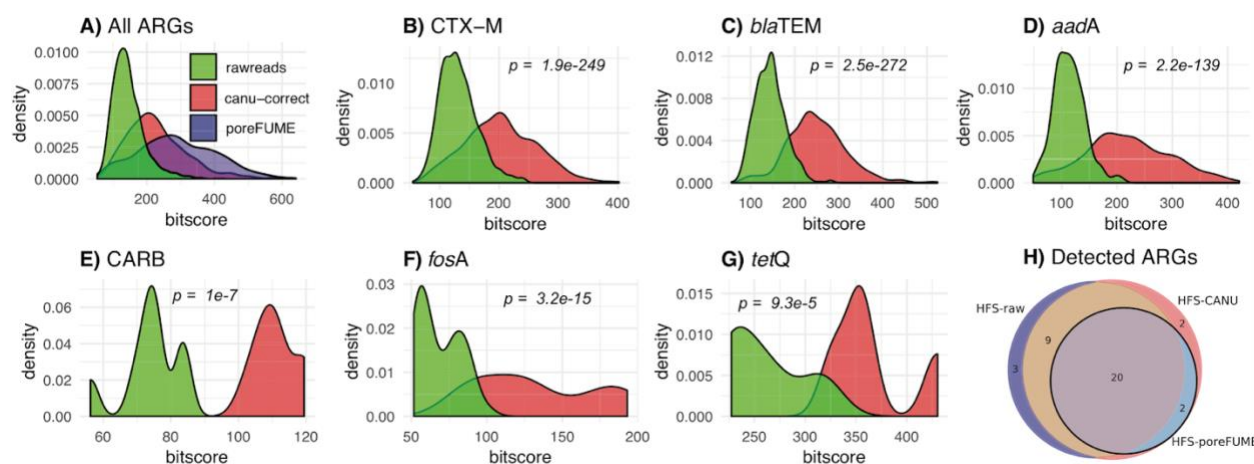 A) All ARGs
0.0100
0.0075
0.0050
0.0025
0.0000
density
200
400
600
bitscore
rawreads
canu-correct
poreFUME
B) CTX-M
p = 1.9e-249
0.010
0.005
0.000
density
100
200
300
400
bitscore
C) blaTEM
p = 2.5e-272
0.012
0.008
0.004
0.000
density
100
200
300
400
500
bitscore
D) aadA
p = 2.2e-139
0.010
0.005
0.000
density
100
200
300
400
bitscore
E) CARB
p = 1e-7
0.06
0.04
0.02
0.00
density
60
80
100
120
bitscore
F) fosA
p = 3.2e-15
0.03
0.02
0.01
0.00
density
50
100
150
200
bitscore
G) tetQ
p = 9.3e-5
0.015
0.010
0.005
0.000
density
250
300
350
400
bitscore
H) Detected ARGs
HFS-raw
HFS-CANU
2
9
3
20
2
HFS-poreFUME